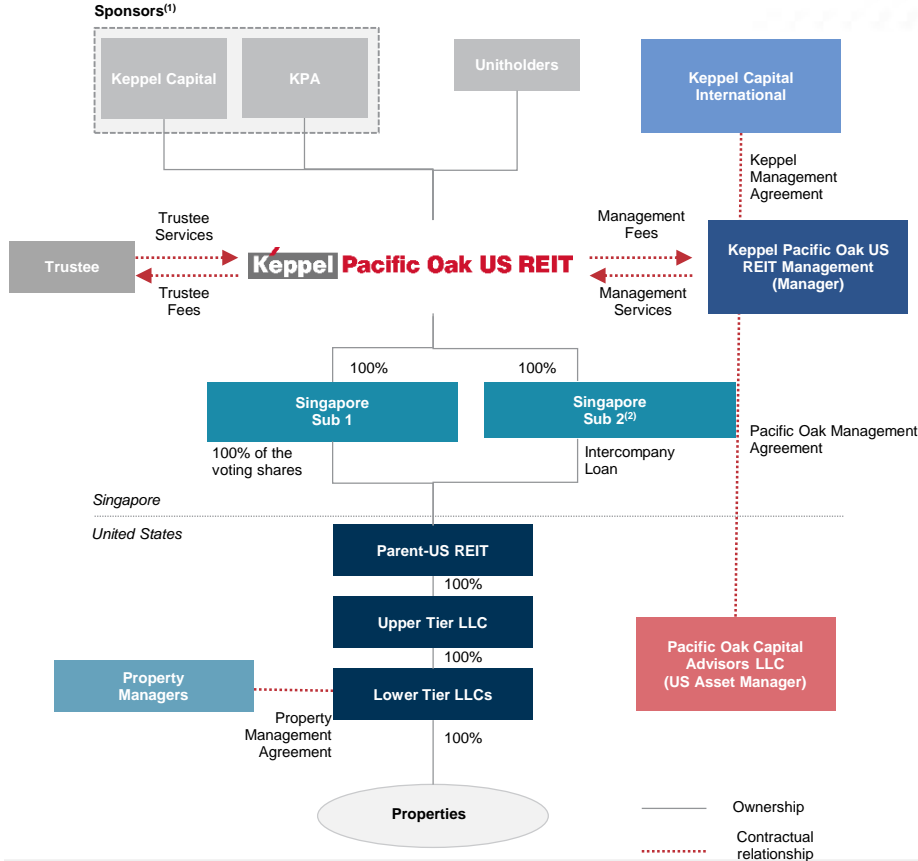 Sponsors(1)
Keppel Capital
KPA
Unitholders
Keppel Capital
International
Keppel
Management
Agreement
Trustee
Services
Management
Fees
Trustee
Keppel Pacific Oak US REIT
Keppel Pacific Oak US
REIT Management
(Manager)
Trustee
Fees
Management
Services
100%
100%
Singapore
Sub 1
Singapore
Sub 2(2)
100% of the
voting shares
Intercompany
Loan
Pacific Oak Management
Agreement
Singapore
United States
Parent-US REIT
100%
Upper Tier LLC
100%
Pacific Oak Capital
Advisors LLC
(US Asset Manager)
Property
Managers
Lower Tier LLCs
Property
Management
Agreement
100%
Properties
Ownership
Contractual
relationship